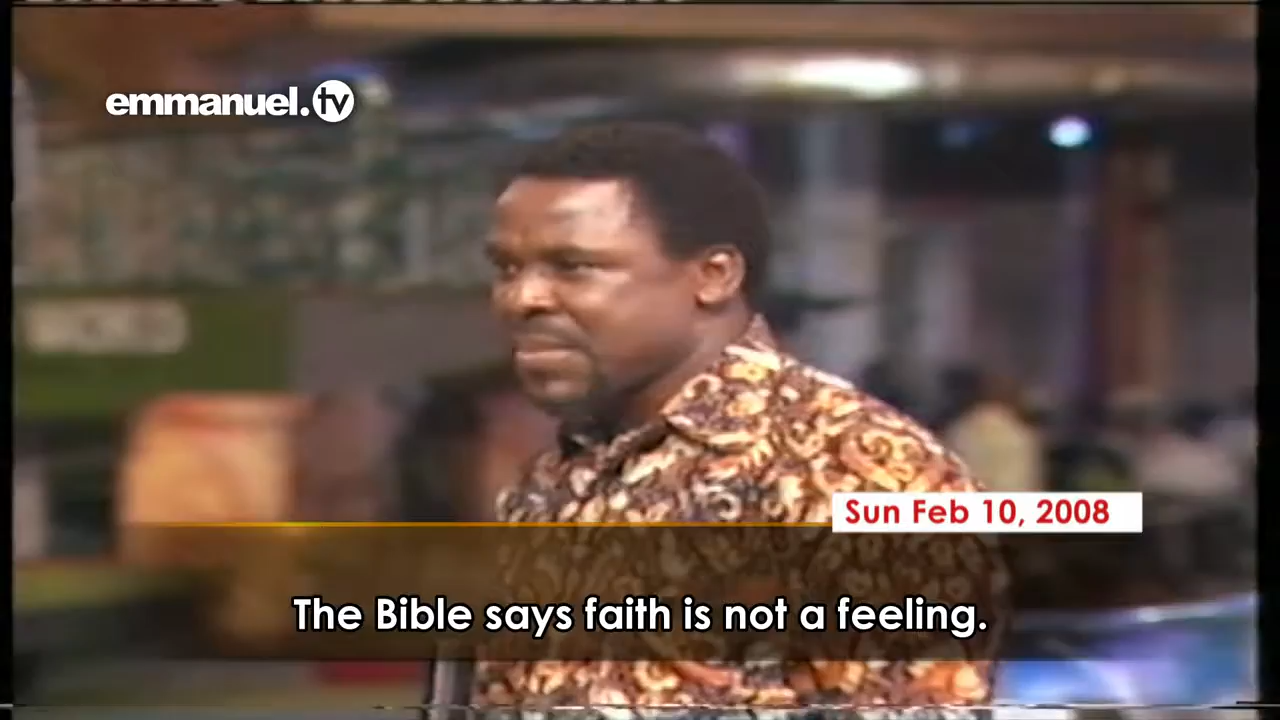 emmanuel.tv
Sun Feb 10, 2008
The Bible says faith is not a feeling.